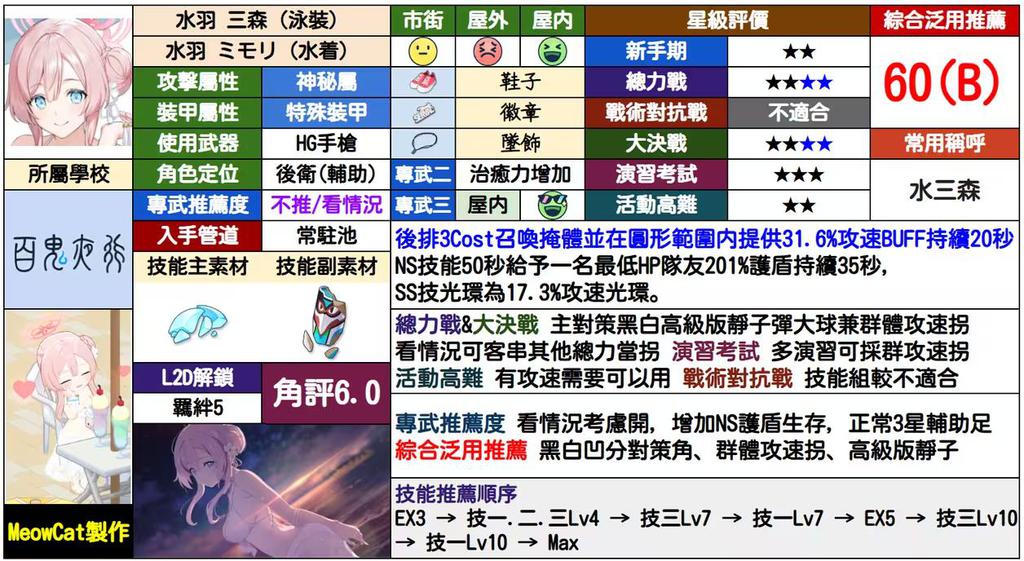 水羽 三森（泳裝）
水羽 ミモリ（水着）
市街 屋外 屋内
星級評價
綜合泛用推薦
新手期 ★★
60(B)
攻擊屬性 神秘屬
鞋子
總力戰 ★★★★
裝甲屬性 特殊裝甲
徽章
戰術對抗戰 不適合
使用武器 HG手槍
墜飾
大決戰 ★★★★
常用稱呼
所屬學校
角色定位 後衛(輔助)
專武二 治癒力增加
演習考試 ★★★
水三森
專武推薦度 不推/看情況
專武三 屋内
活動高難 ★★
百鬼夜行
入手管道 常駐池
後排3Cost召喚掩體並在圓形範圍内提供31.6%攻速BUFF持續20秒
NS技能50秒給予一名最低HP隊友201%護盾持續35秒,
SS技光環為17.3%攻速光環。
技能主素材 技能副素材
總力戰&大決戰 主對策黑白高級版靜子彈大球兼群體攻速拐
看情況可客串其他總力當拐 演習考試 多演習可採群攻速拐
活動高難 有攻速需要可以用 戰術對抗戰 技能組較不適合
L2D解鎖
羈絆5
角評6.0
專武推薦度 看情況考慮開, 增加NS護盾生存, 正常3星輔助足
綜合泛用推薦 黑白凹分對策角、群體攻速拐、高級版靜子
技能推薦順序
EX3 → 技一.二.三Lv4 → 技三Lv7 → 技一Lv7 → EX5 → 技三Lv10
→ 技一Lv10 → Max
MeowCat製作